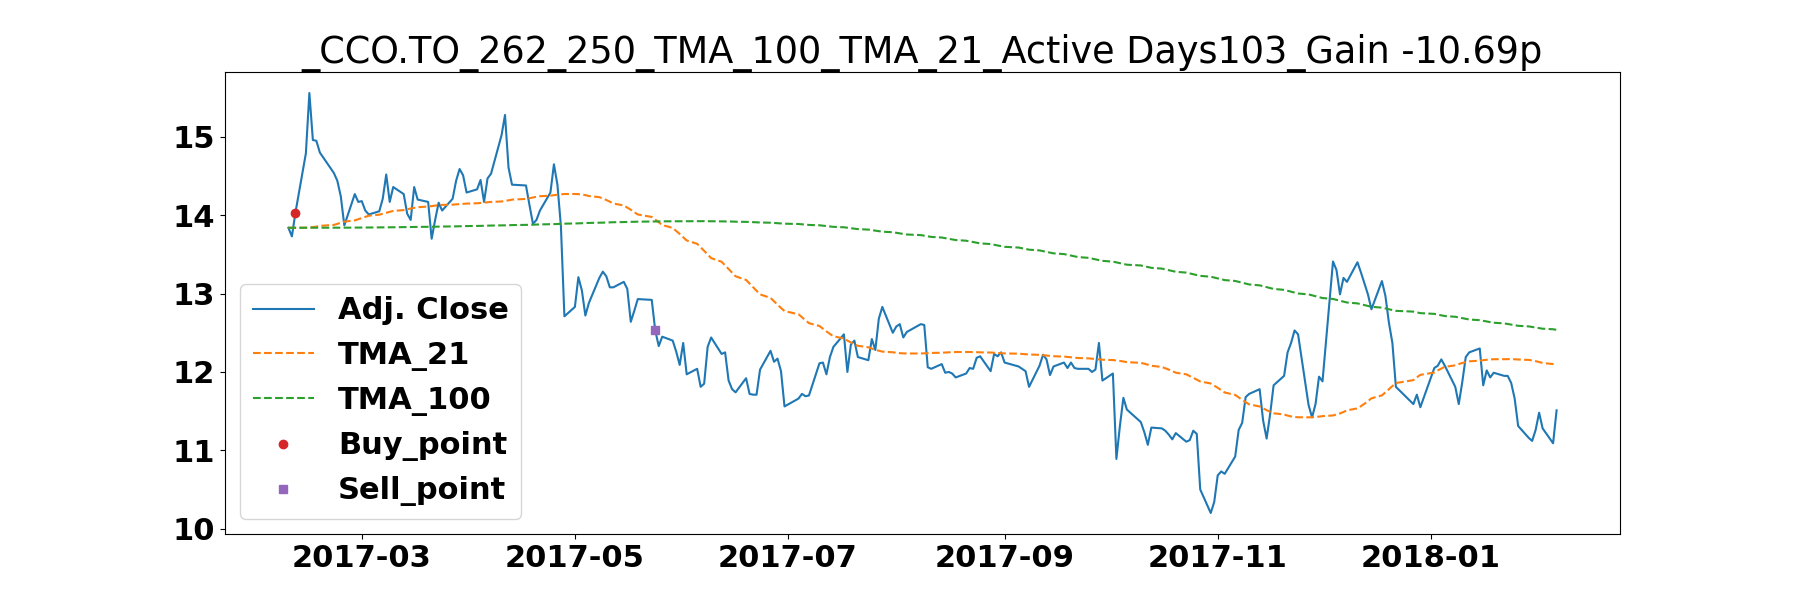 _CCO.TO_262_250_TMA_100_TMA_21_Active Days103_Gain -10.69p
15
14
13
12
11
10
Adj. Close
TMA_21
TMA_100
Buy_point
Sell_point
2017-03 2017-05 2017-07 2017-09 2017-11 2018-01